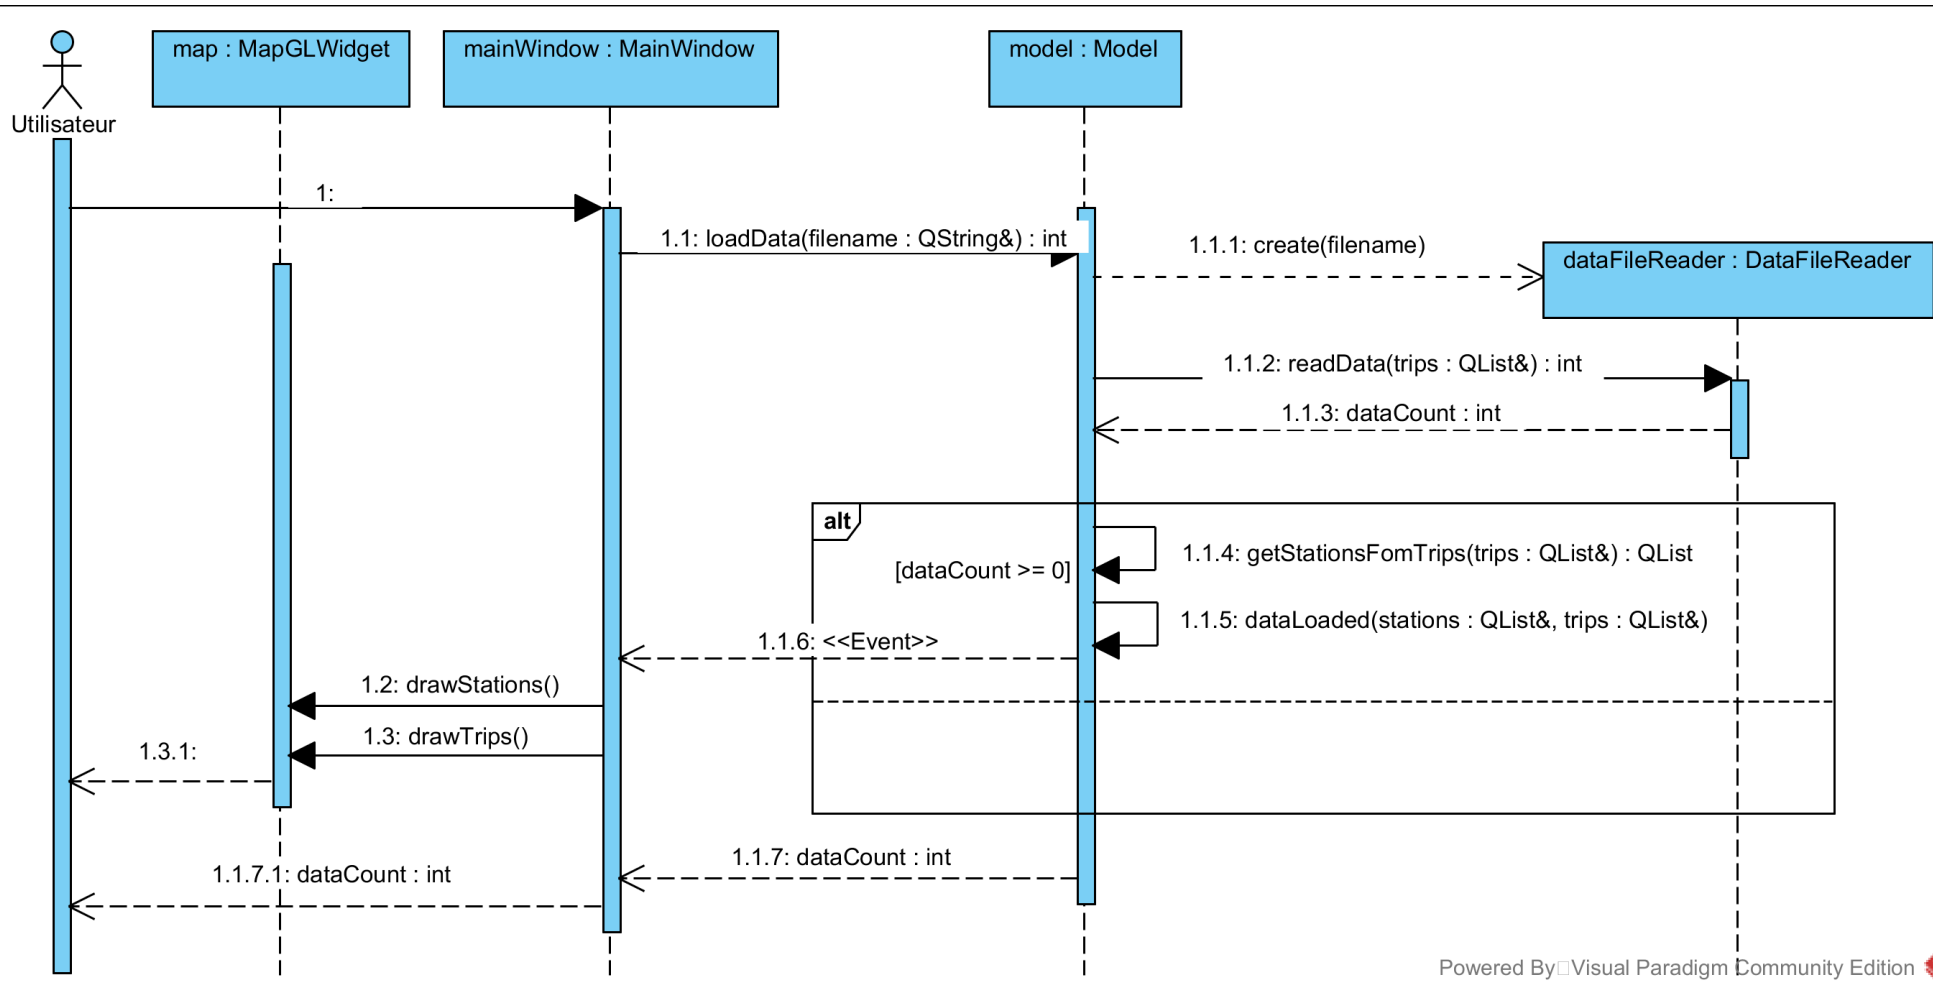 map : MapGLWidget
mainWindow : MainWindow
model : Model
Utilisateur
1:
1.1: loadData(filename : QString&) : int
1.1.1: create(filename)
dataFileReader : DataFileReader
1.1.2: readData(trips : QList&) : int
1.1.3: dataCount : int
alt
1.1.4: getStationsFomTrips(trips : QList&) : QList
[dataCount >= 0]
1.1.5: dataLoaded(stations : QList&, trips : QList&)
1.1.6: <<Event>>
1.2: drawStations()
1.3: drawTrips()
1.3.1:
1.1.7: dataCount : int
1.1.7.1: dataCount : int
Powered By Visual Paradigm Community Edition